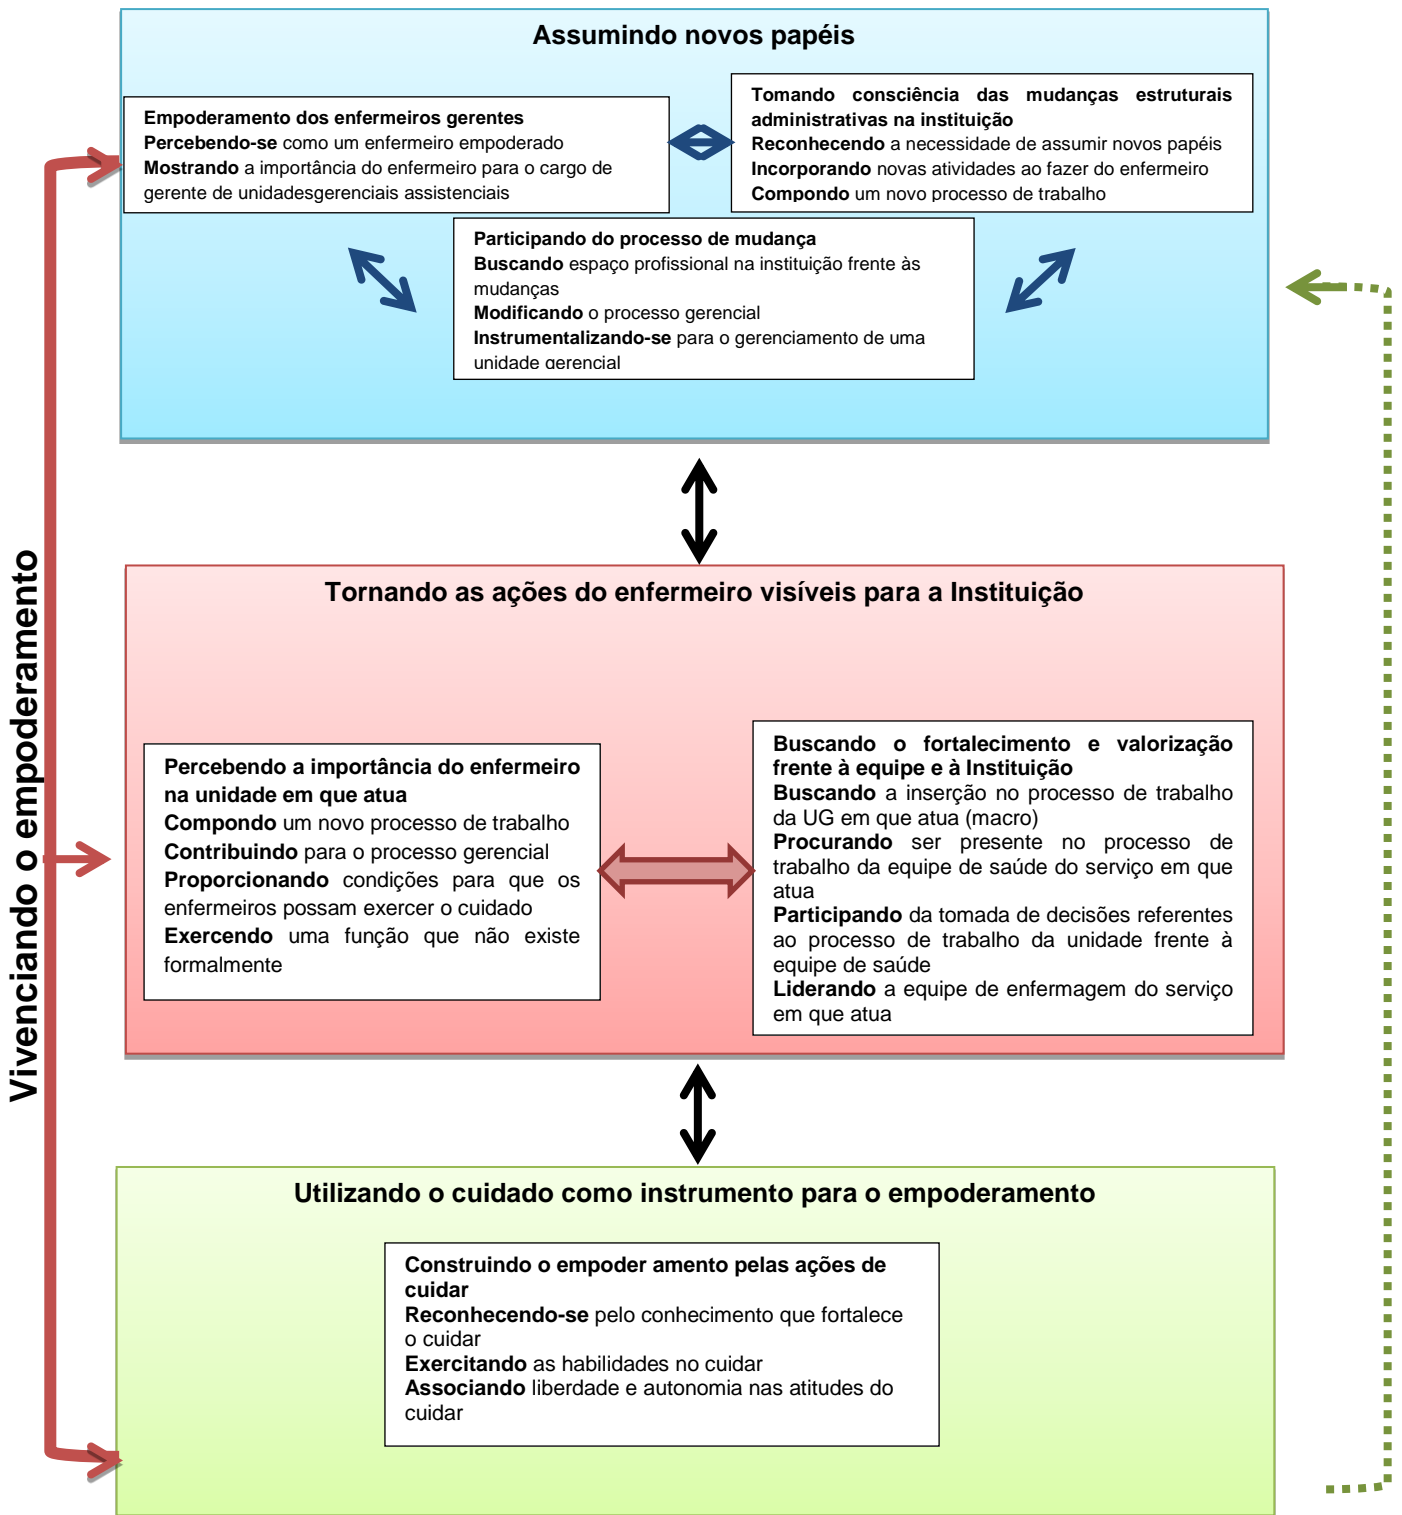 Assumindo novos papéis
Empoderamento dos enfermeiros gerentes
Percebendo-se como um enfermeiro empoderado
Mostrando a importância do enfermeiro para o cargo de
gerente de unidadesgerenciais assistenciais
Tomando consciência das mudanças estruturais
administrativas na instituição
Reconhecendo a necessidade de assumir novos papéis
Incorporando novas atividades ao fazer do enfermeiro
Compondo um novo processo de trabalho
Participando do processo de mudança
Buscando espaço profissional na instituição frente às
mudanças
Modificando o processo gerencial
Instrumentalizando-se para o gerenciamento de uma
unidade gerencial
Vivenciando o empoderamento
Tornando as ações do enfermeiro visíveis para a Instituição
Percebendo a importância do enfermeiro
na unidade em que atua
Compondo um novo processo de trabalho
Contribuindo para o processo gerencial
Proporcionando condições para que os
enfermeiros possam exercer o cuidado
Exercendo uma função que não existe
formalmente
Buscando o fortalecimento e valorização
frente à equipe e à Instituição
Buscando a inserção no processo de trabalho
da UG em que atua (macro)
Procurando ser presente no processo de
trabalho da equipe de saúde do serviço em que
atua
Participando da tomada de decisões referentes
ao processo de trabalho da unidade frente à
equipe de saúde
Liderando a equipe de enfermagem do serviço
em que atua
Utilizando o cuidado como instrumento para o empoderamento
Construindo o empoder amento pelas ações de
cuidar
Reconhecendo-se pelo conhecimento que fortalece
o cuidar
Exercitando as habilidades no cuidar
Associando liberdade e autonomia nas atitudes do
cuidar